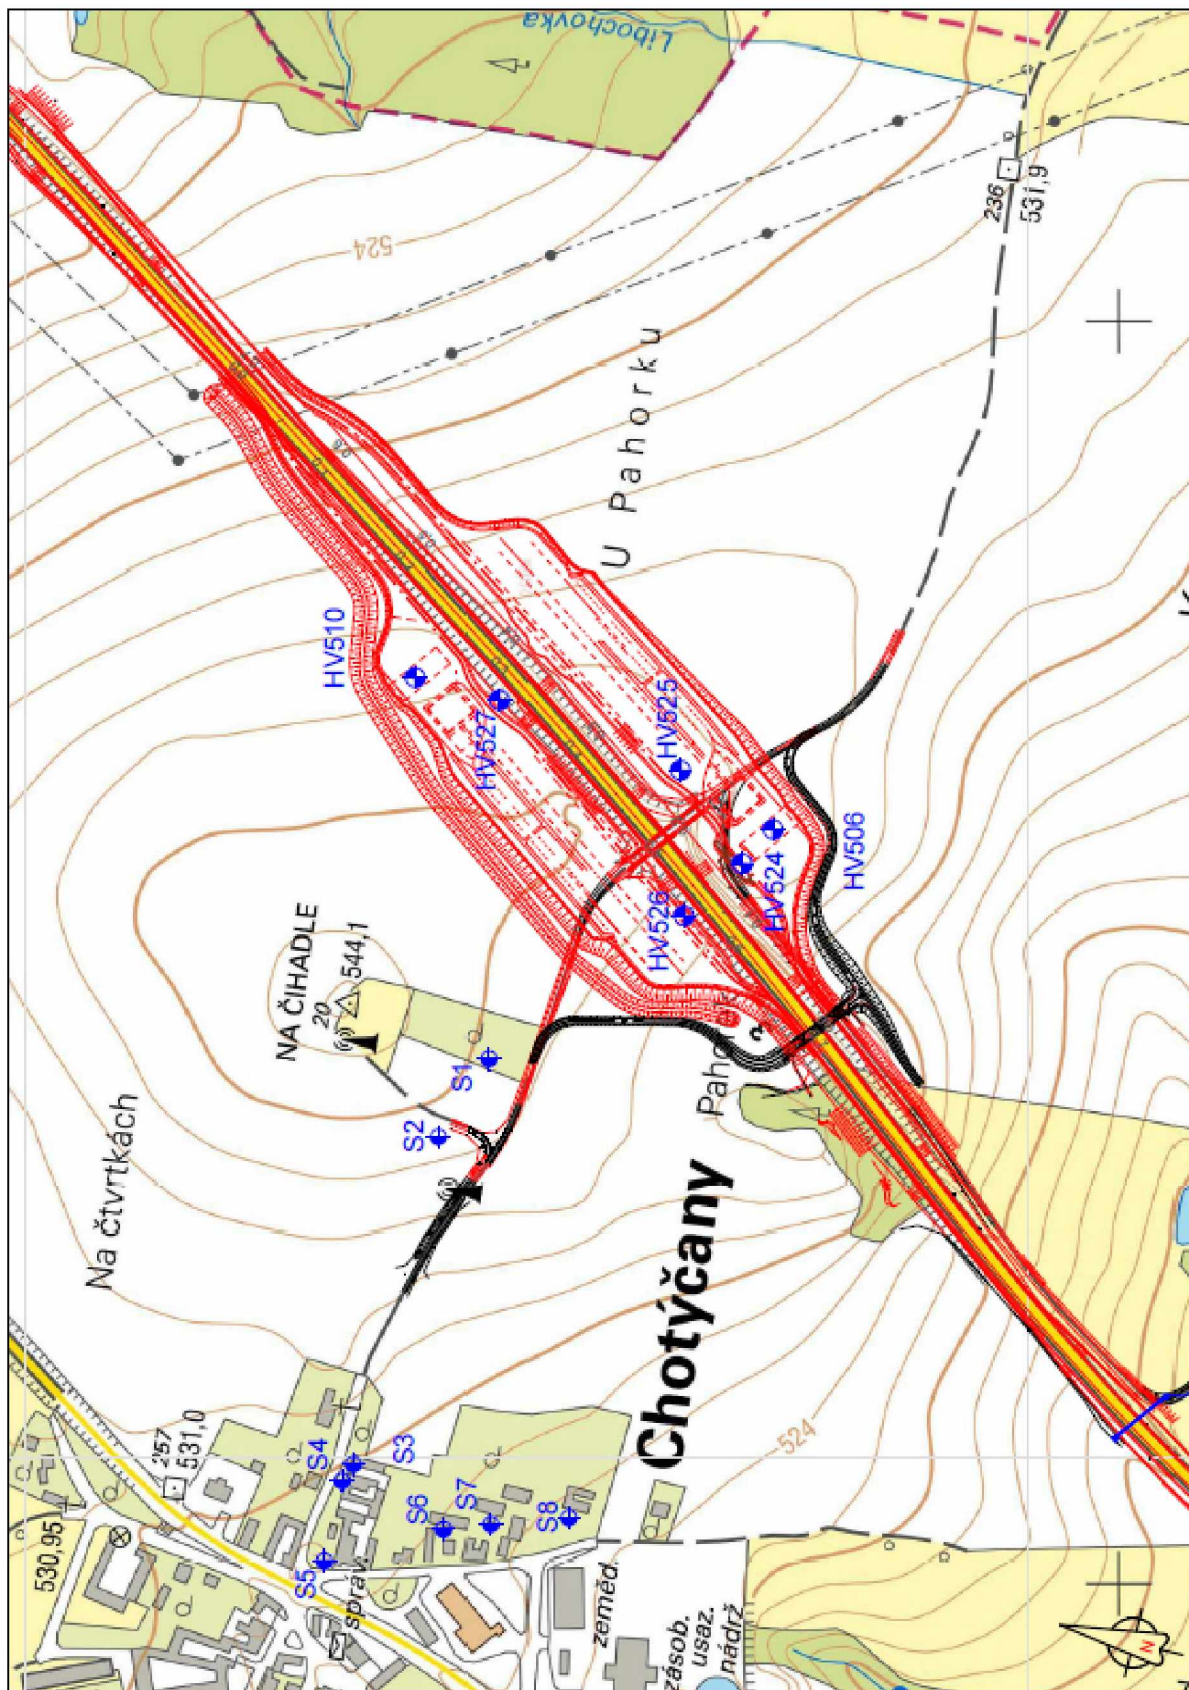 Libochovka
524
236
531,9
U Pahorku
HV510
HV527
HV525
HV526
HV524
HV506
NA ČIHADLE
20
544,1
S1
S2
Na čtvrtkách
Chotýčany
257
531,0
530,95
S4
S3
S5
S6
S7
S8
správ.
zeměd.
zásob.
usaz.
nádrž
524
N